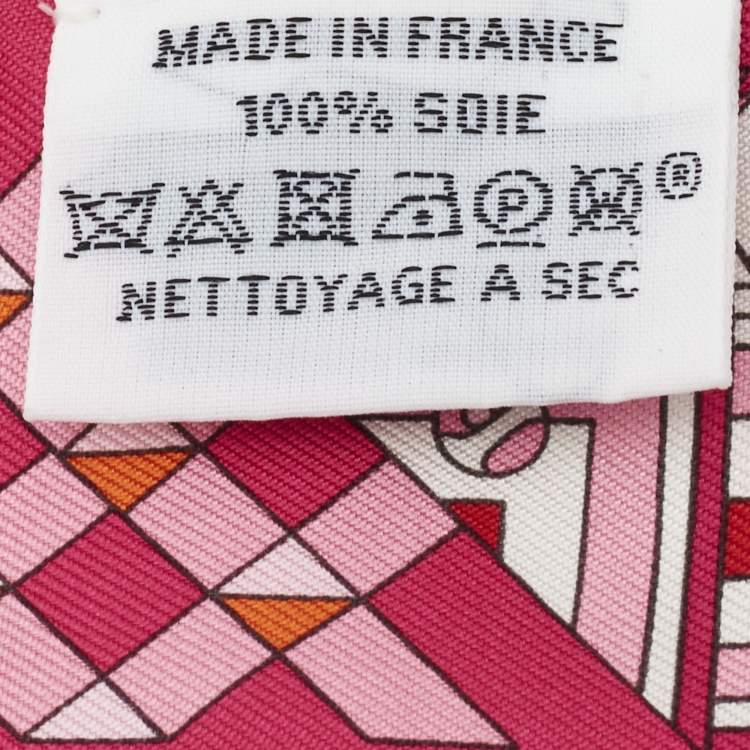 MADE IN FRANCE
100% SOIE
P ®
NETTOYAGE A SEC